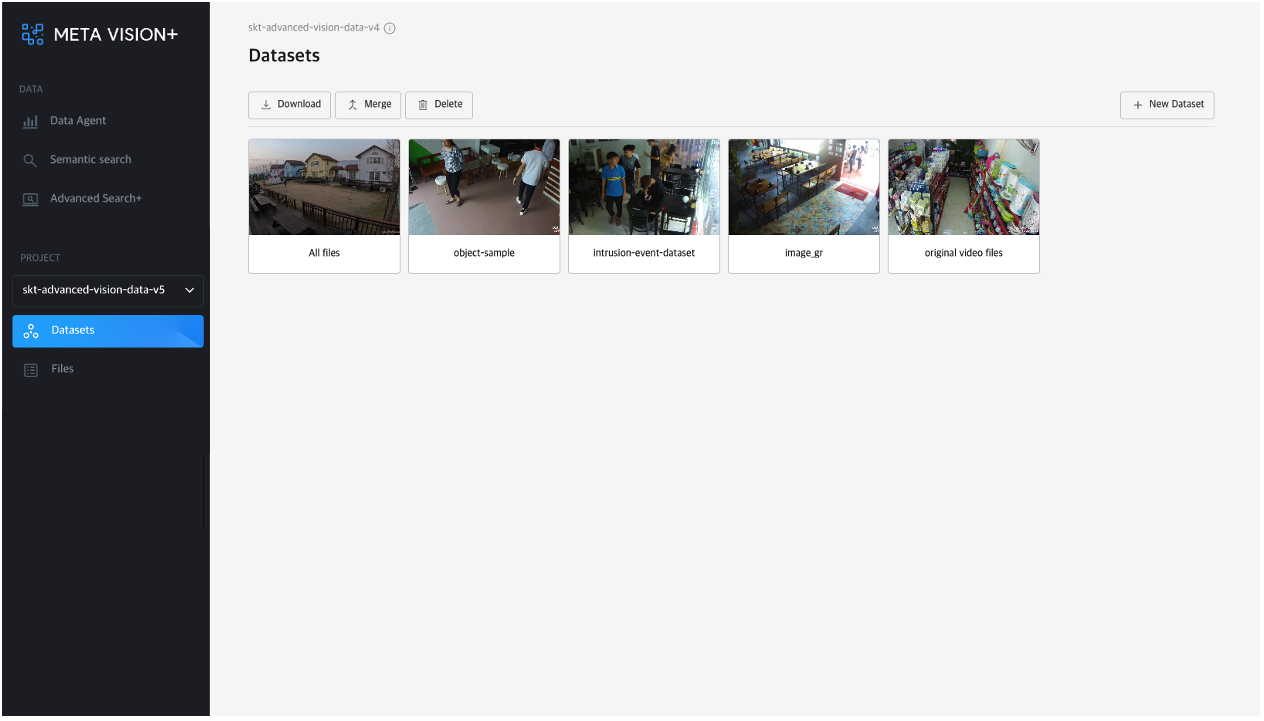 META VISION+
DATA
Data Agent
Semantic search
Advanced Search+
PROJECT
skt-advanced-vision-data-v5
Datasets
Files
skt-advanced-vision-data-v4
Datasets
Download
Merge
Delete
New Dataset
All files
object-sample
intrusion-event-dataset
image_gr
original video files